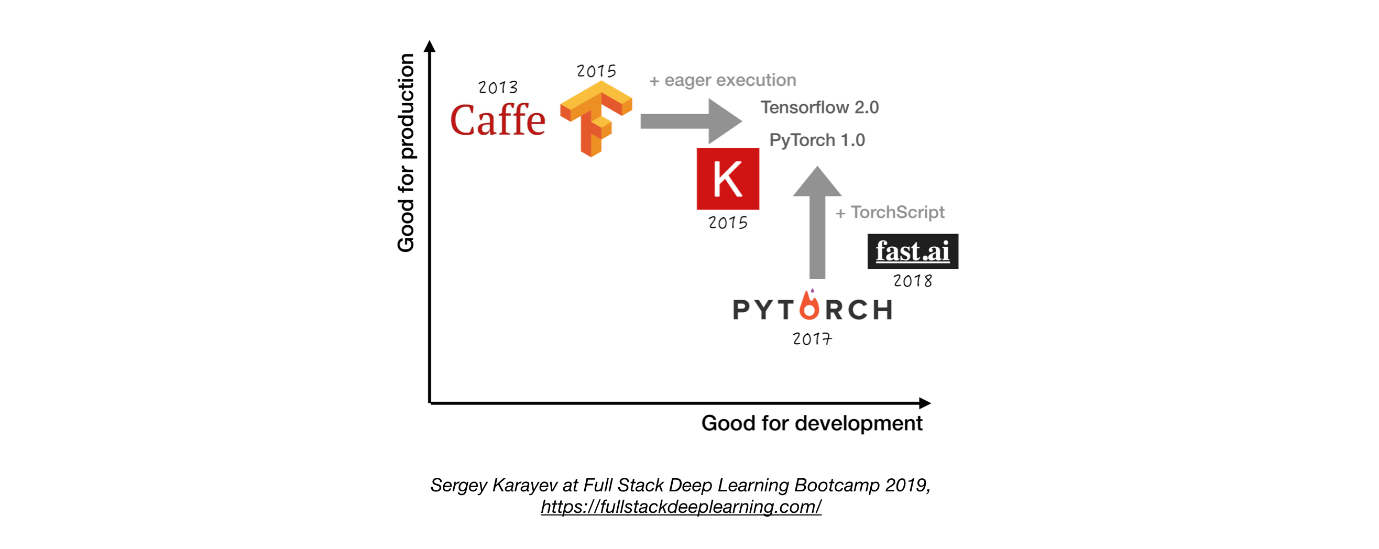 Good for production
2013
Caffe
2015
+ eager execution
Tensorflow 2.0
PyTorch 1.0
K
2015
+ TorchScript
fast.ai
2018
PYTORCH
2017
Good for development
Sergey Karayev at Full Stack Deep Learning Bootcamp 2019,
https://fullstackdeeplearning.com/